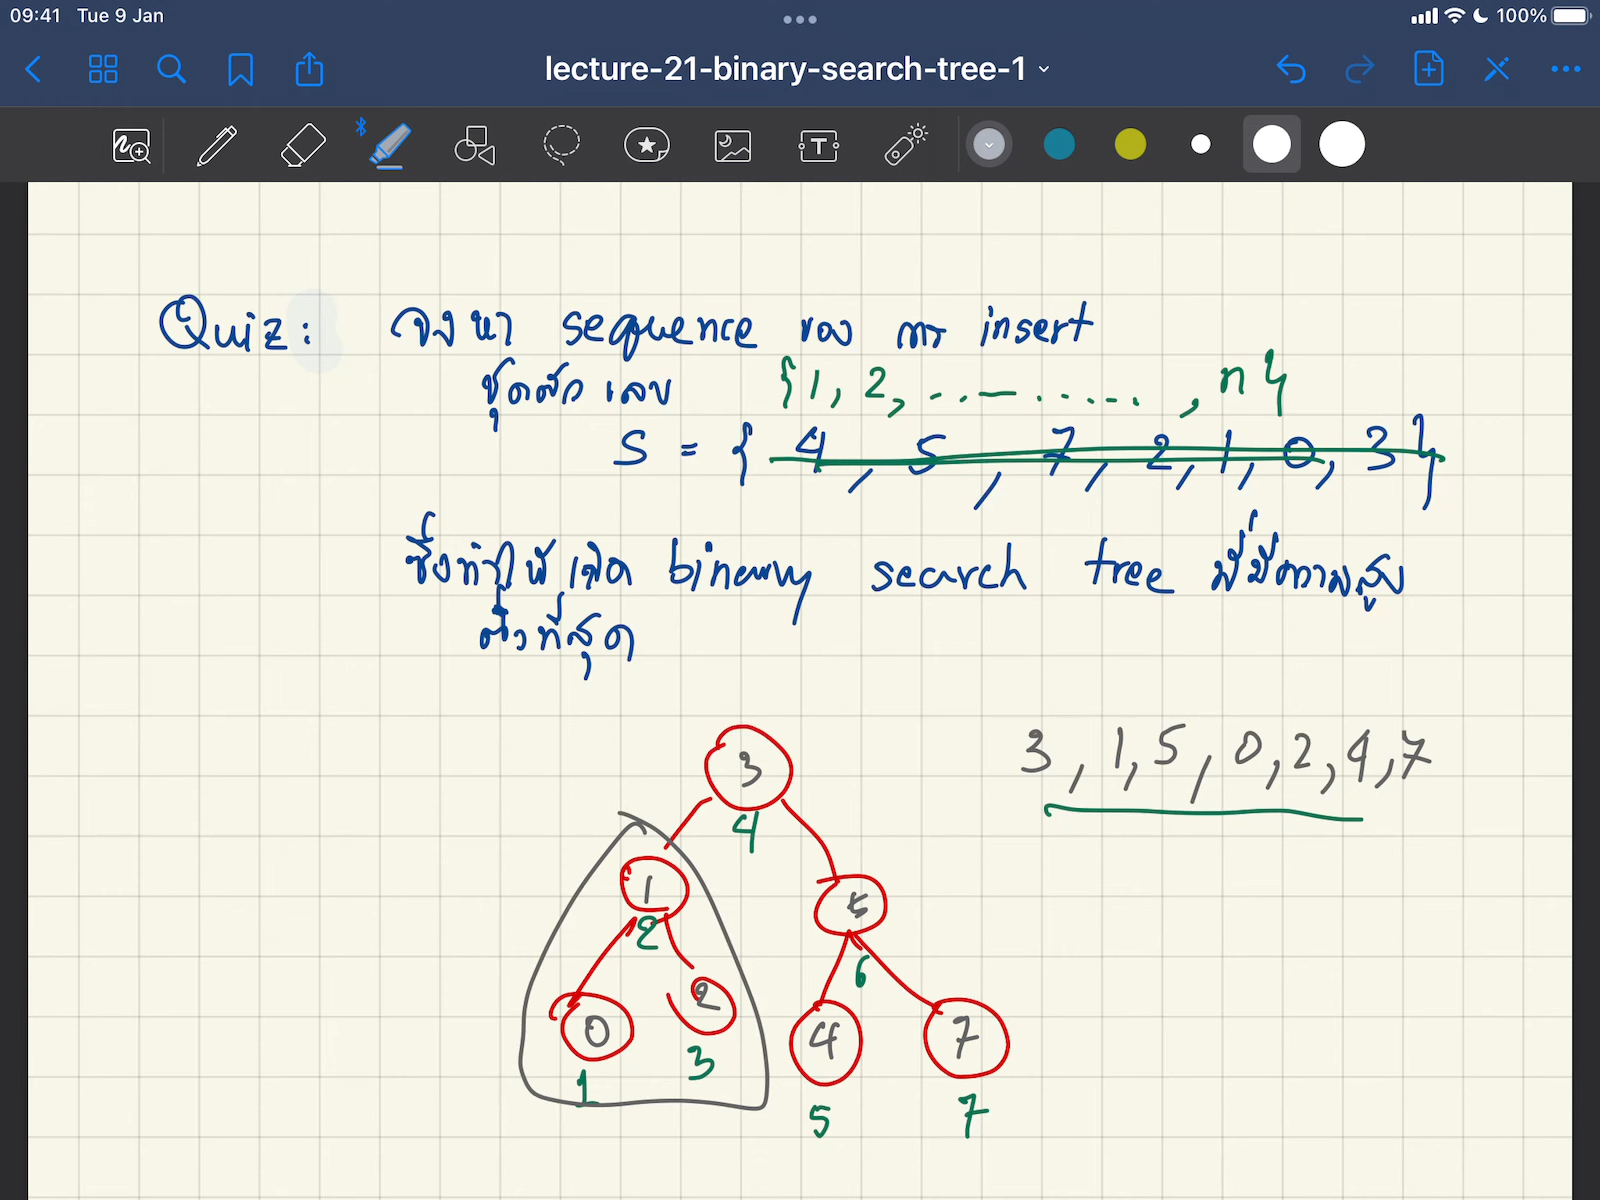 09:41 Tue 9 Jan
100%
lecture-21-binary-search-tree-1
T
Quiz: จงหา sequence ของ การ insert
ชุดตัวเลข {1, 2, ..—....., n}
S = { 4, 5, 7, 2, 1, 0, 3 }
ซึ่งทำให้เกิด binary search tree ที่มีความสูง
ต่ำที่สุด
3, 1, 5, 0, 2, 4, 7
3
4
1
5
2
6
0
2
4
7
1
3
5
7